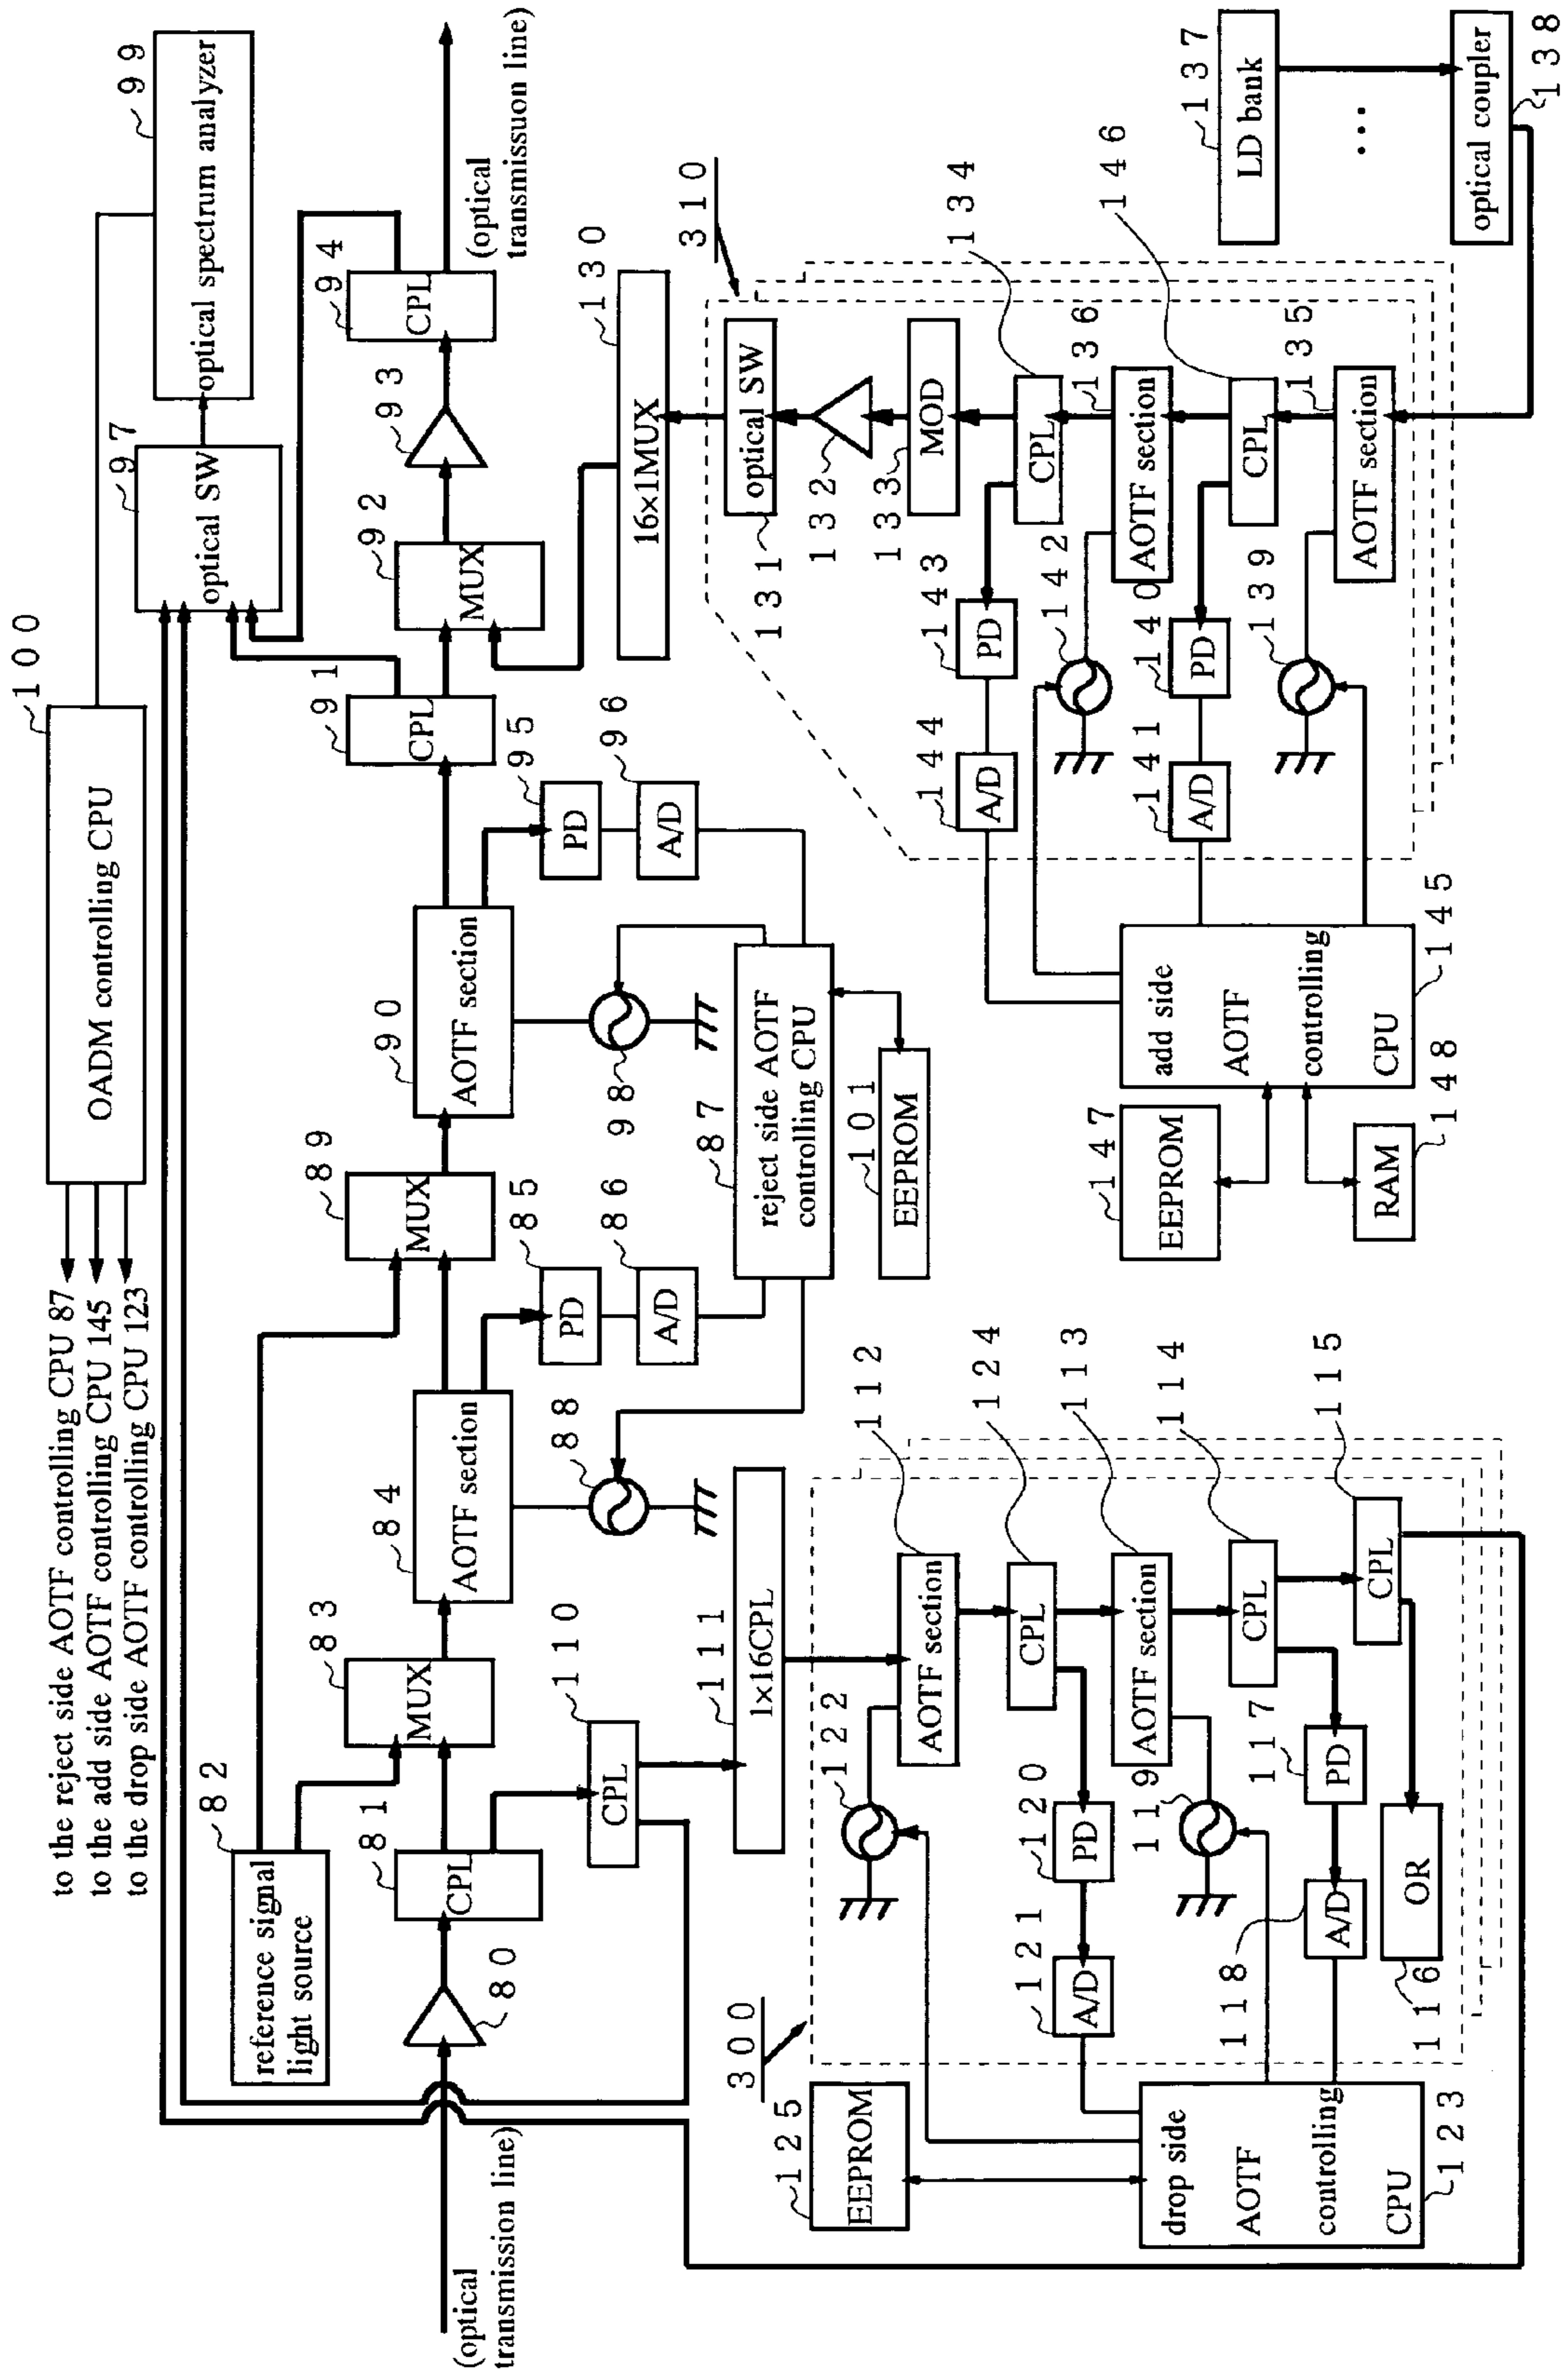 100
OADM controlling CPU
to the reject side AOTF controlling CPU 87
to the add side AOTF controlling CPU 145
to the drop side AOTF controlling CPU 123
97
optical SW
99
optical spectrum analyzer
82
reference signal
light source
(optical
transmission line)
80
81
CPL
83
MUX
84
AOTF section
89
MUX
90
AOTF section
91
CPL
92
MUX
93
94
CPL
(optical
transmissuon line)
85
PD
86
A/D
88
95
PD
96
A/D
98
87
reject side AOTF
controlling CPU
101
EEPROM
110
CPL
111
1×16CPL
300
122
112
AOTF section
124
CPL
120
PD
121
A/D
113
AOTF section
119
114
CPL
117
PD
118
A/D
115
CPL
116
OR
125
EEPROM
drop side
AOTF
controlling
CPU
123
130
16×1MUX
310
131
optical SW
132
133
MOD
134
CPL
143
PD
144
A/D
136
AOTF section
142
146
CPL
140
PD
141
A/D
135
AOTF section
139
add side
AOTF
controlling
CPU
145
147
EEPROM
148
RAM
137
LD bank
...
optical coupler
138